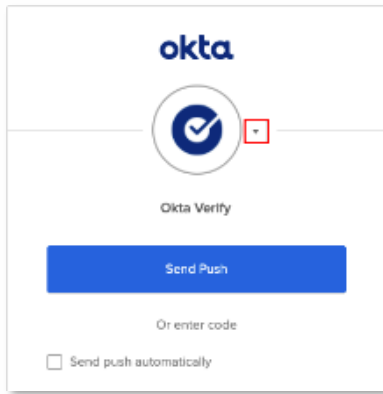 okta
Okta Verify
Send Push
Or enter code
Send push automatically